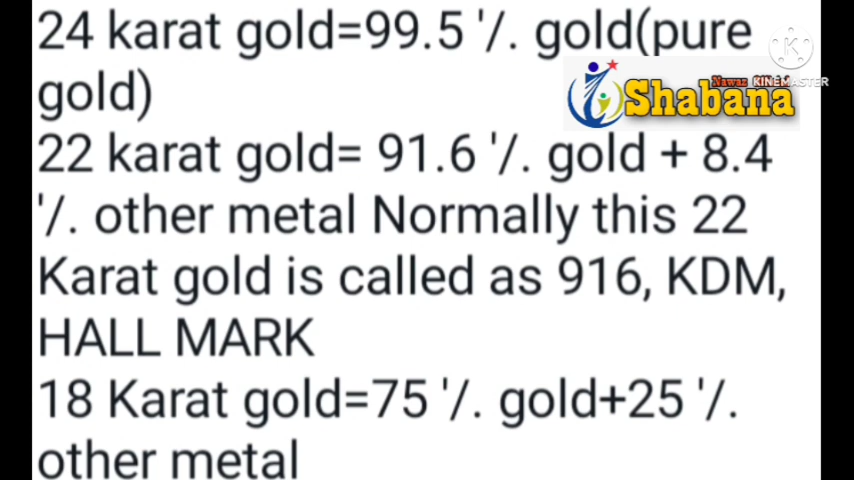 24 karat gold=99.5 '/. gold(pure
gold)
Nawaz KINEMASTER
Shabana
22 karat gold= 91.6 '/. gold + 8.4
'/. other metal Normally this 22
Karat gold is called as 916, KDM,
HALL MARK
18 Karat gold=75 '/. gold+25 '/.
other metal